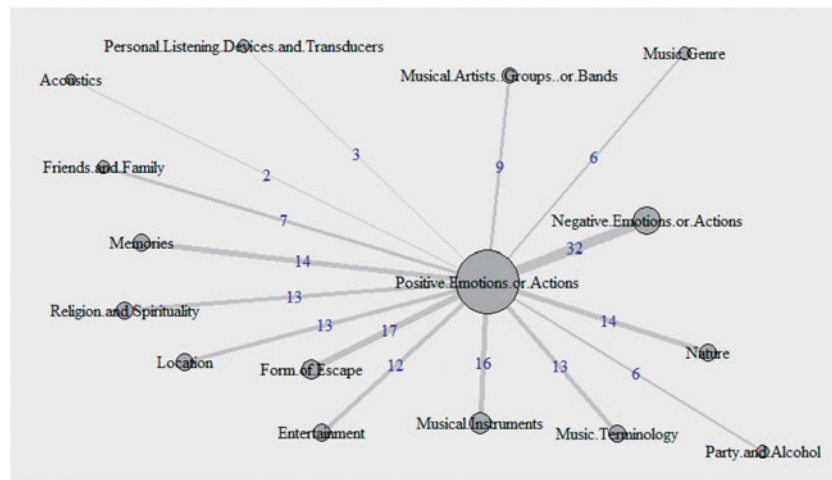 Personal.Listening.Devices.and.Transducers
Music.Genre
Acoustics
Musical.Artists..Groups..or.Bands
3
6
9
2
Friends.and.Family
7
Negative.Emotions.or.Actions
Memories
32
14
Positive.Emotions.or.Actions
Religion.and.Spirituality
13
13
14
17
Nature
Location
Form.of.Escape
12
16
13
6
Entertainment
Musical.Instruments
Music.Terminology
Party.and.Alcohol